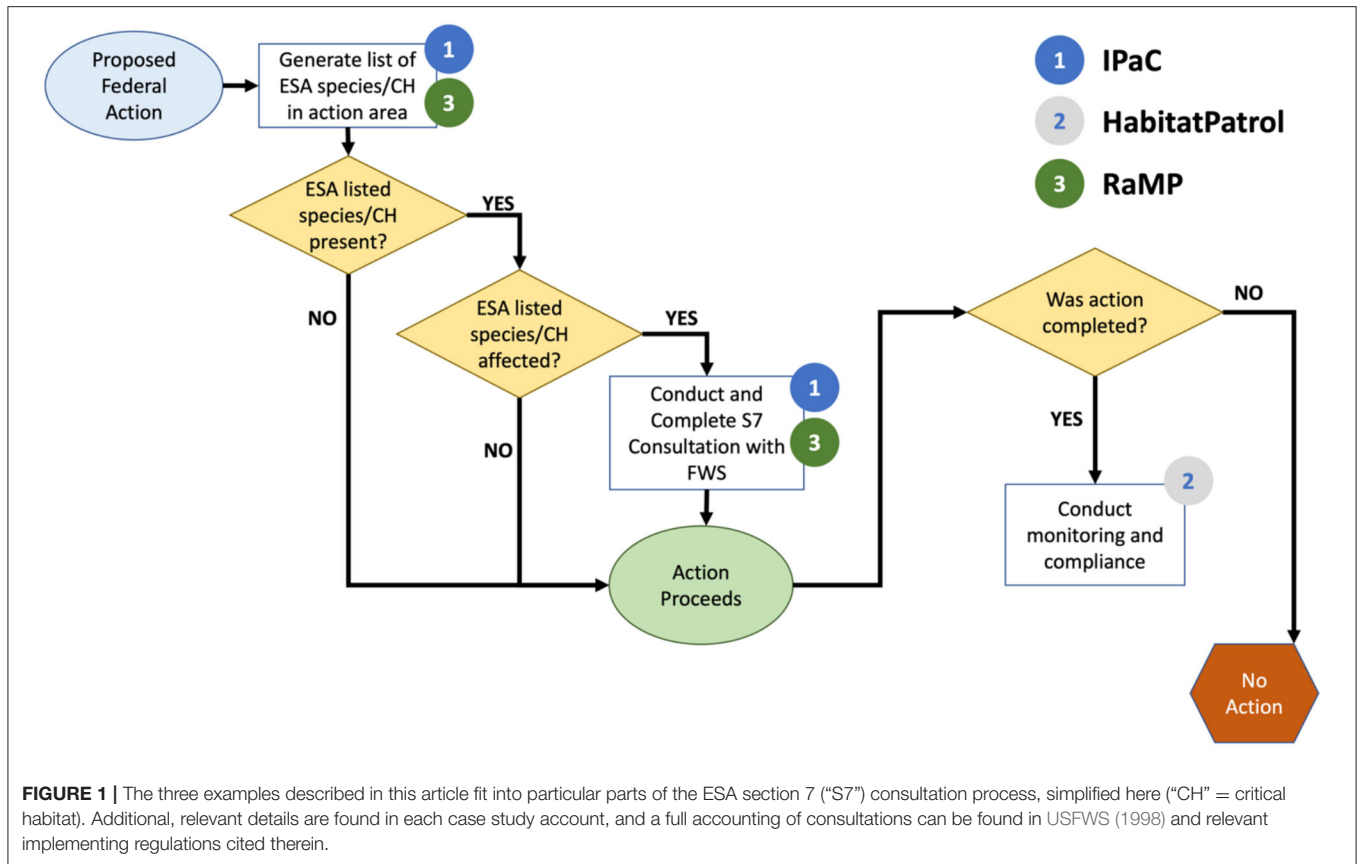 Proposed
Federal
Action
Generate list of
ESA species/CH
in action area
1
3
1 IPaC
2 HabitatPatrol
3 RaMP
ESA listed
species/CH
present?
YES
NO
ESA listed
species/CH
affected?
YES
NO
Conduct and
Complete S7
Consultation with
FWS
1
3
Action
Proceeds
Was action
completed?
NO
YES
Conduct
monitoring and
compliance
2
No
Action
FIGURE 1 | The three examples described in this article fit into particular parts of the ESA section 7 (“S7”) consultation process, simplified here (“CH” = critical
habitat). Additional, relevant details are found in each case study account, and a full accounting of consultations can be found in USFWS (1998) and relevant
implementing regulations cited therein.